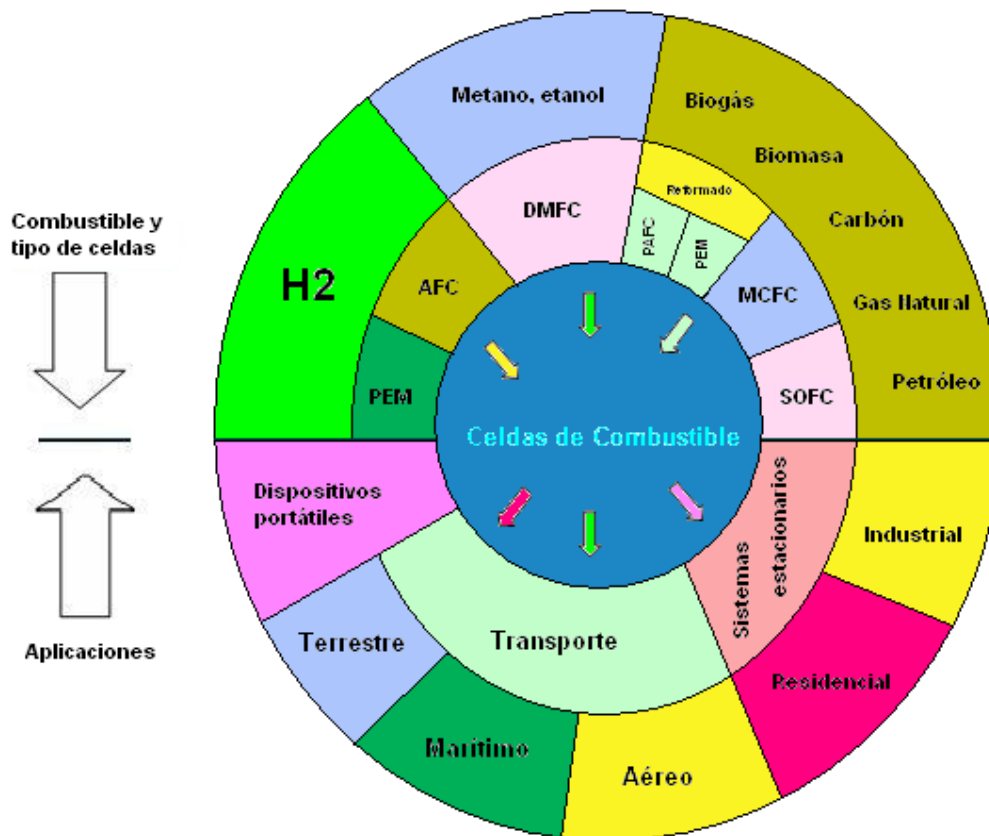 Combustible y
tipo de celdas
Aplicaciones
Metano, etanol
Biogás
Biomasa
Carbón
Gas Natural
Petróleo
H2
AFC
PEM
DMFC
Reformado
PAFC
PEM
MCFC
SOFC
Celdas de Combustible
Dispositivos
portátiles
Transporte
Sistemas
estacionarios
Industrial
Residencial
Terrestre
Marítimo
Aéreo